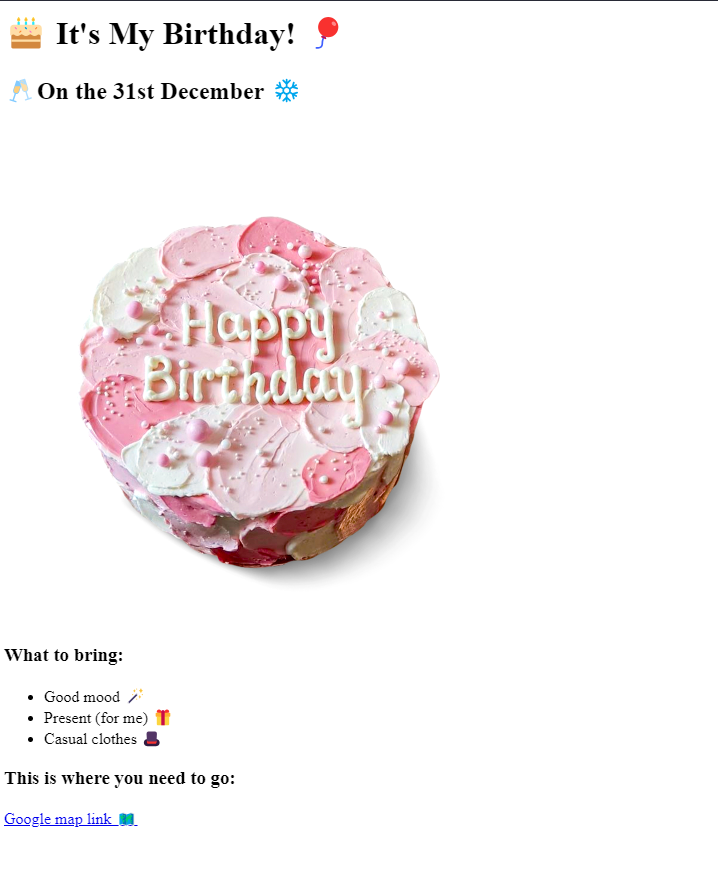 🎂 It's My Birthday! 🎈
🥂On the 31st December ❄️
Happy
Birthday
What to bring:
• Good mood 🪄
• Present (for me) 🎁
• Casual clothes 🎩
This is where you need to go:
Google map link 🗺️